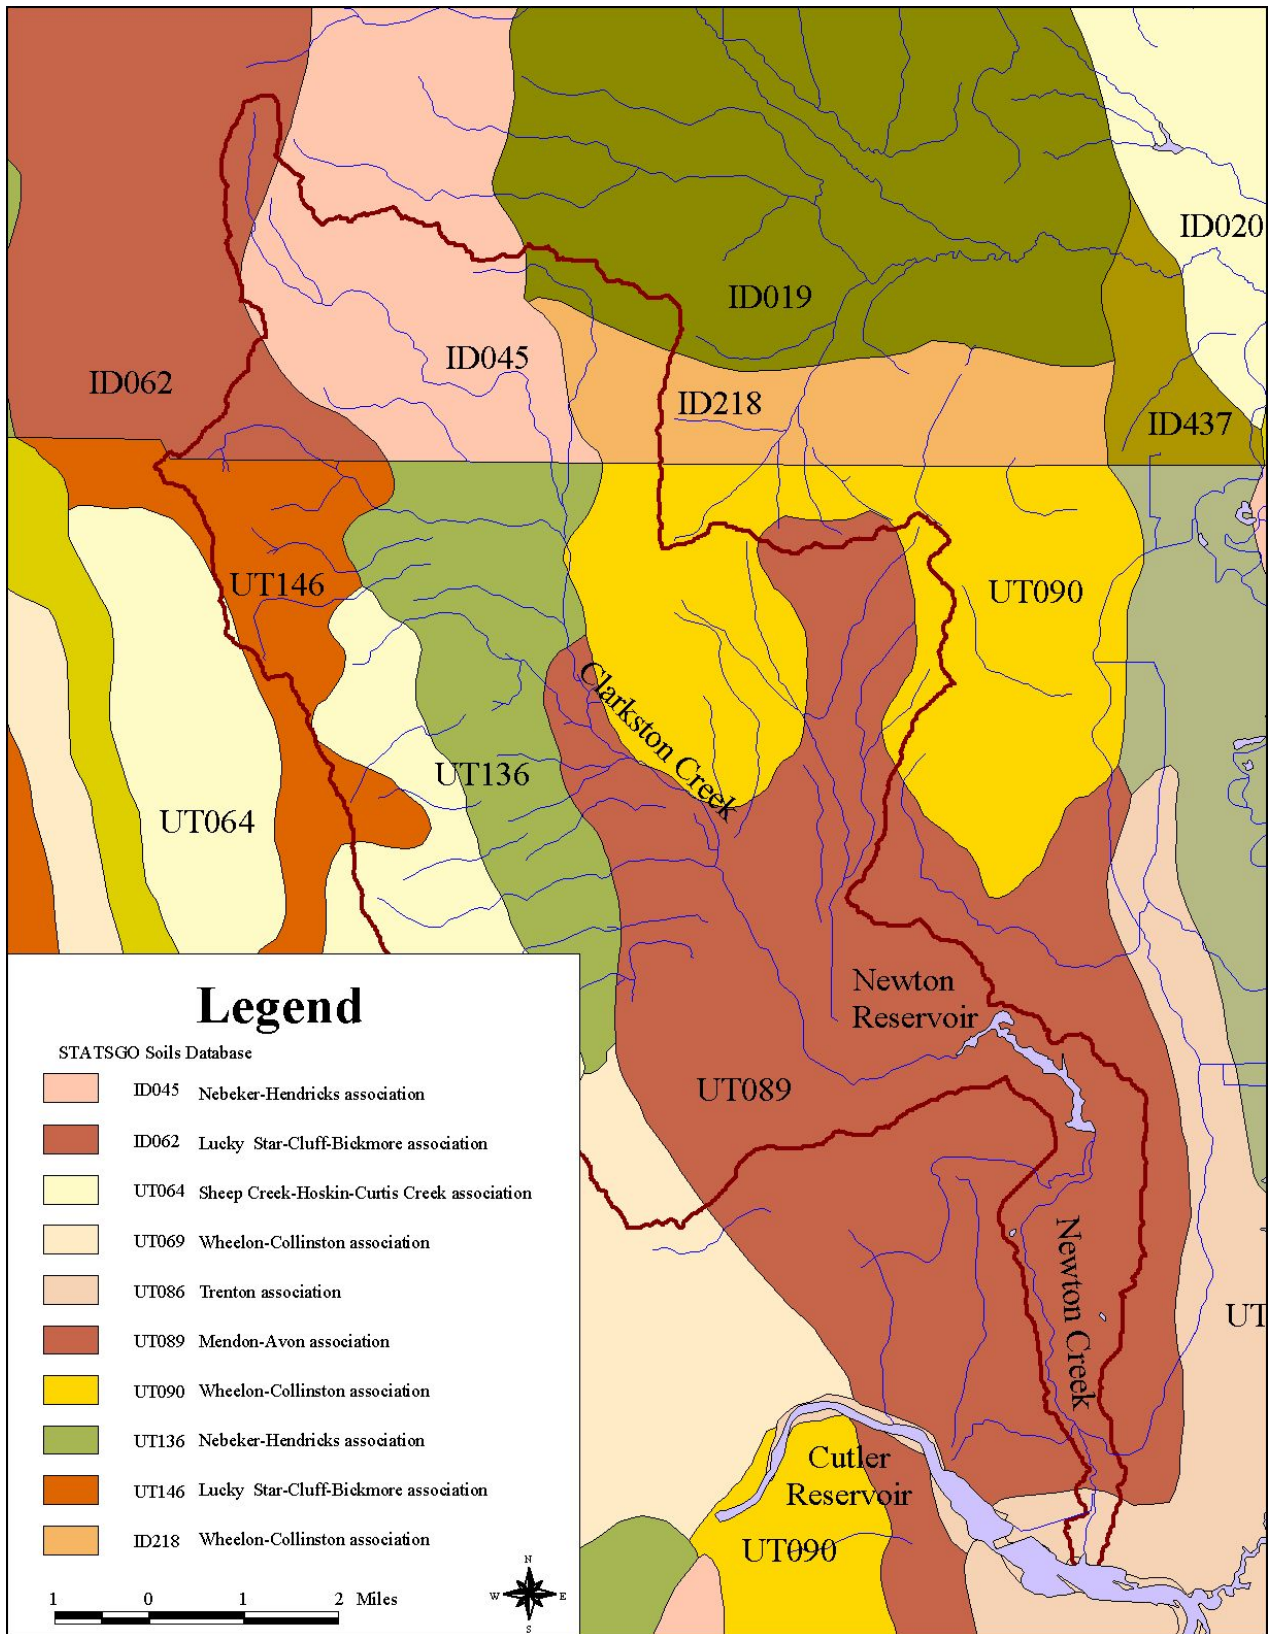 ID020
ID019
ID045
ID062
ID218
ID437
UT146
UT090
Clarkston Creek
UT136
UT064
Newton
Reservoir
UT089
Newton Creek
UT
Cutler
Reservoir
UT090
Legend
STATSGO Soils Database
ID045 Nebeker-Hendricks association
ID062 Lucky Star-Cluff-Bickmore association
UT064 Sheep Creek-Hoskin-Curtis Creek association
UT069 Wheelon-Collinston association
UT086 Trenton association
UT089 Mendon-Avon association
UT090 Wheelon-Collinston association
UT136 Nebeker-Hendricks association
UT146 Lucky Star-Cluff-Bickmore association
ID218 Wheelon-Collinston association
1 0 1 2 Miles
N
W E
S